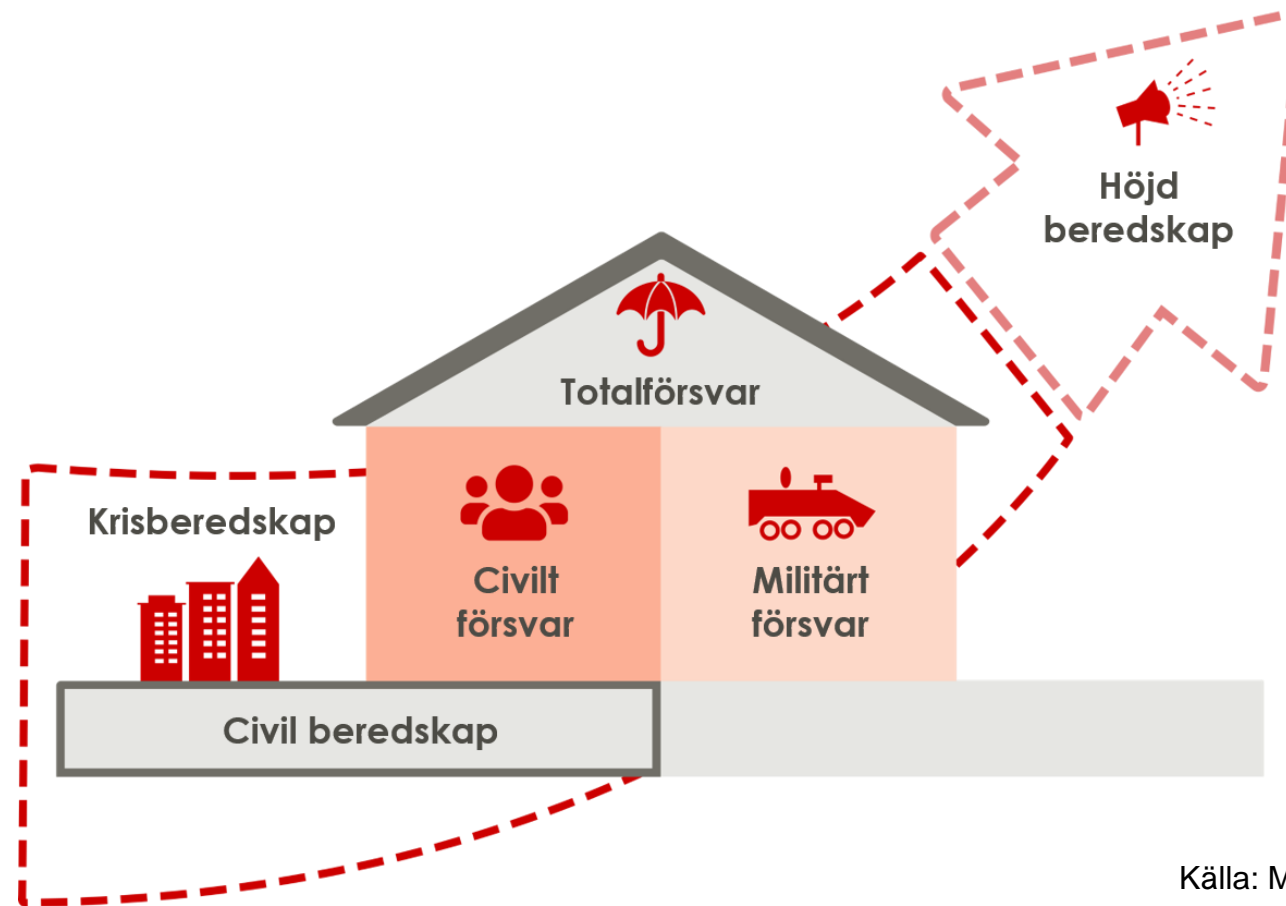 Höjd
beredskap
Totalförsvar
Krisberedskap
Civilt
försvar
Militärt
försvar
Civil beredskap
Källa: M